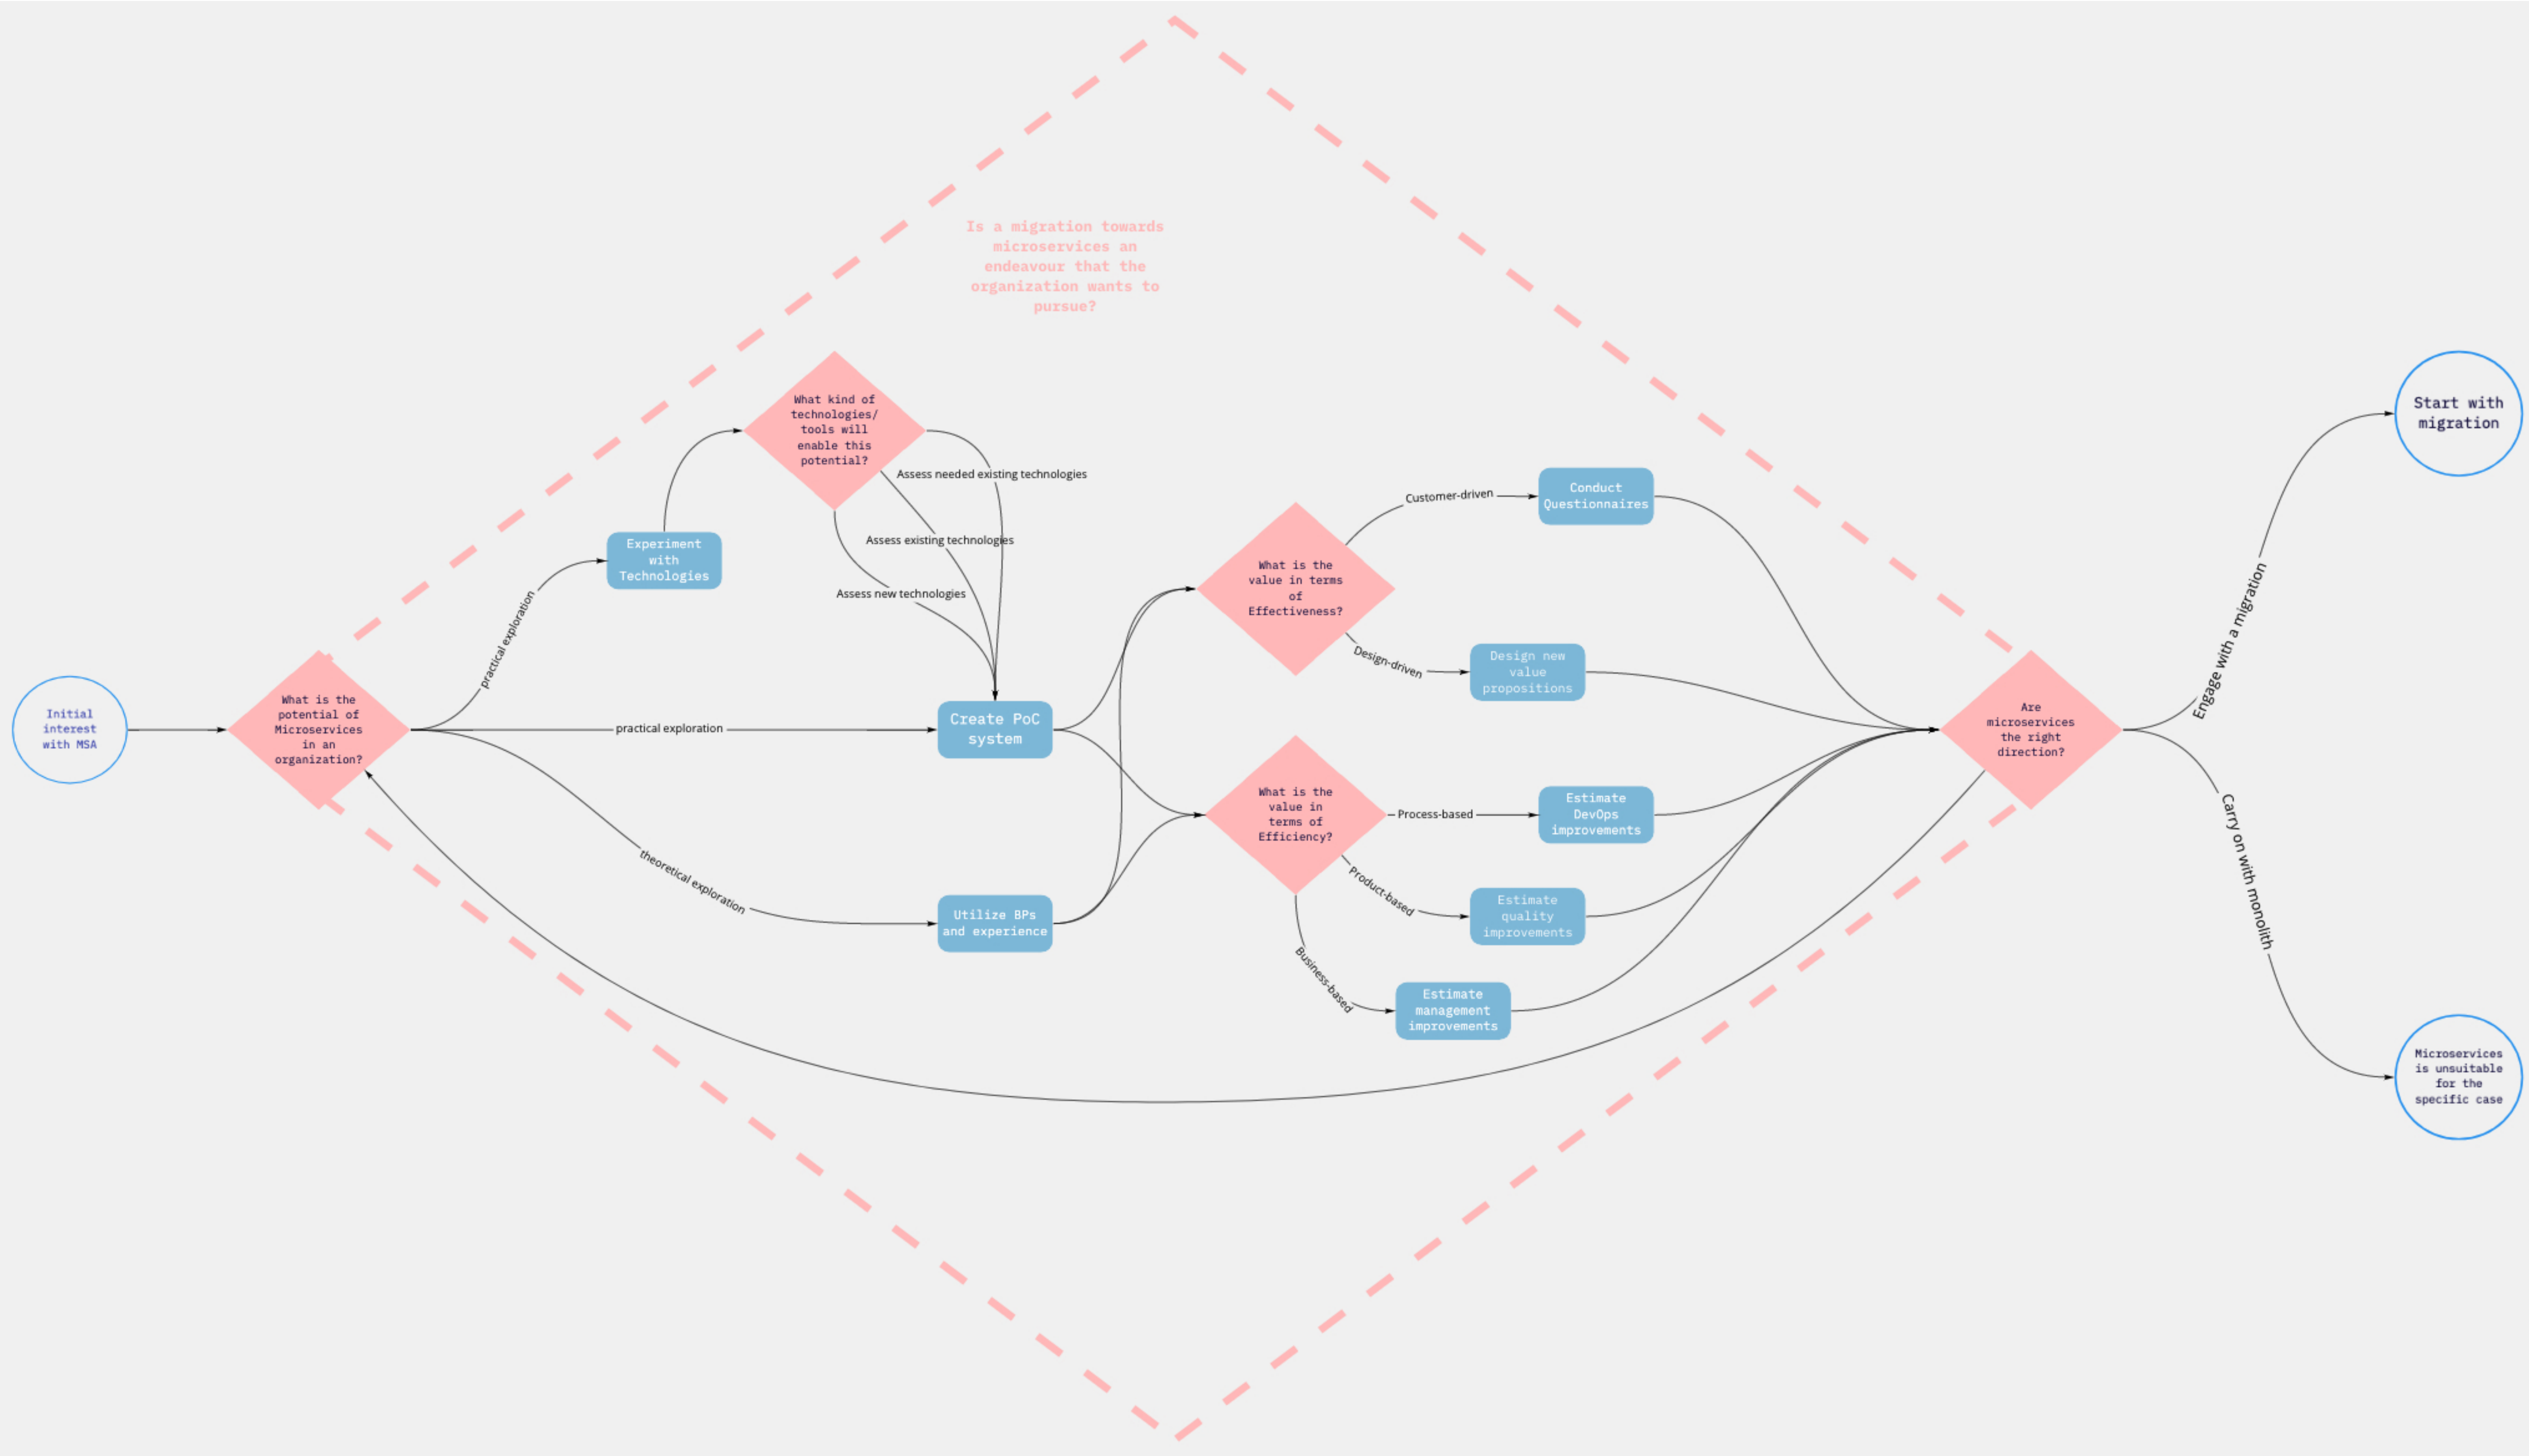 Is a migration towards
microservices an
endeavour that the
organization wants to
pursue?
Initial
interest
with MSA
What is the
potential of
Microservices
in an
organization?
practical exploration
practical exploration
theoretical exploration
Experiment
with
Technologies
What kind of
technologies/
tools will
enable this
potential?
Assess needed existing technologies
Assess existing technologies
Assess new technologies
Create PoC
system
Utilize BPs
and experience
What is the
value in terms
of
Effectiveness?
Customer-driven
Design-driven
Conduct
Questionnaires
Design new
value
propositions
What is the
value in
terms of
Efficiency?
Process-based
Product-based
Business-based
Estimate
DevOps
improvements
Estimate
quality
improvements
Estimate
management
improvements
Are
microservices
the right
direction?
Engage with a migration
Carry on with monolith
Start with
migration
Microservices
is unsuitable
for the
specific case